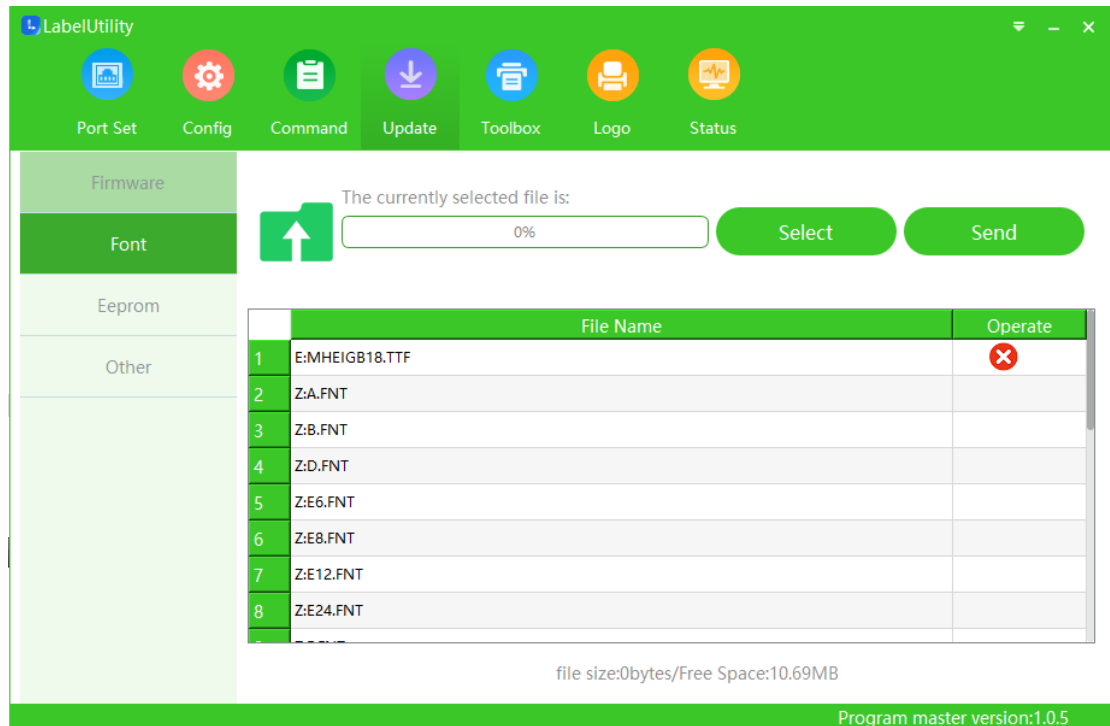 LabelUtility
Port Set Config Command Update Toolbox Logo Status
Firmware
Font
Eeprom
Other
The currently selected file is:
0% Select Send
File Name Operate
1 E:MHEIGB18.TTF
2 Z:A.FNT
3 Z:B.FNT
4 Z:D.FNT
5 Z:E6.FNT
6 Z:E8.FNT
7 Z:E12.FNT
8 Z:E24.FNT
file size:0bytes/Free Space:10.69MB
Program master version:1.0.5